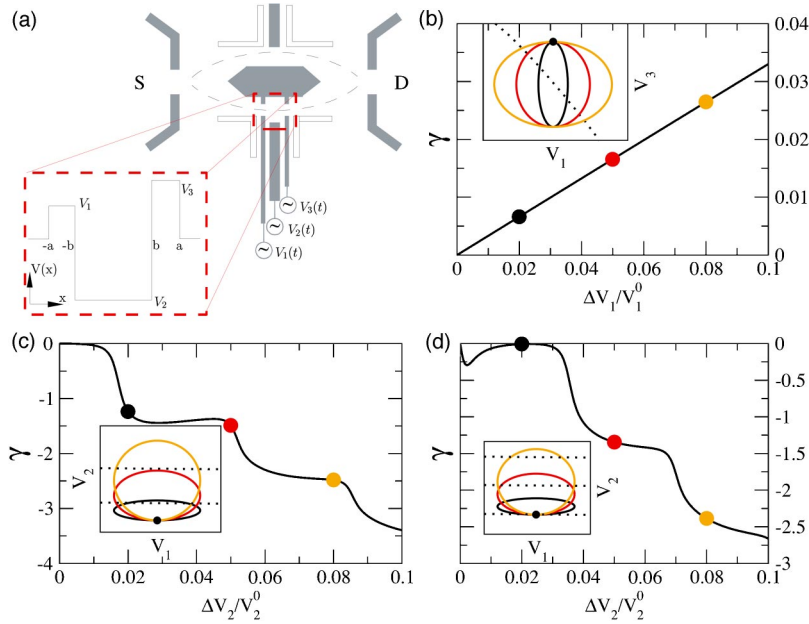 (a)
S
D
V₁
V₃
-a
-b
b
a
V(x)
x
V₂
~ V₃(t)
~ V₂(t)
~ V₁(t)
(b)
γ
V₁
V₃
0.04
0.03
0.02
0.01
0
0
0.02
0.04
0.06
0.08
0.1
ΔV₁/V₁⁰
(c)
γ
0
-1
-2
-3
-4
V₂
V₁
0
0.02
0.04
0.06
0.08
0.1
ΔV₂/V₂⁰
(d)
γ
V₂
V₁
0
-0.5
-1
-1.5
-2
-2.5
-3
0
0.02
0.04
0.06
0.08
0.1
ΔV₂/V₂⁰